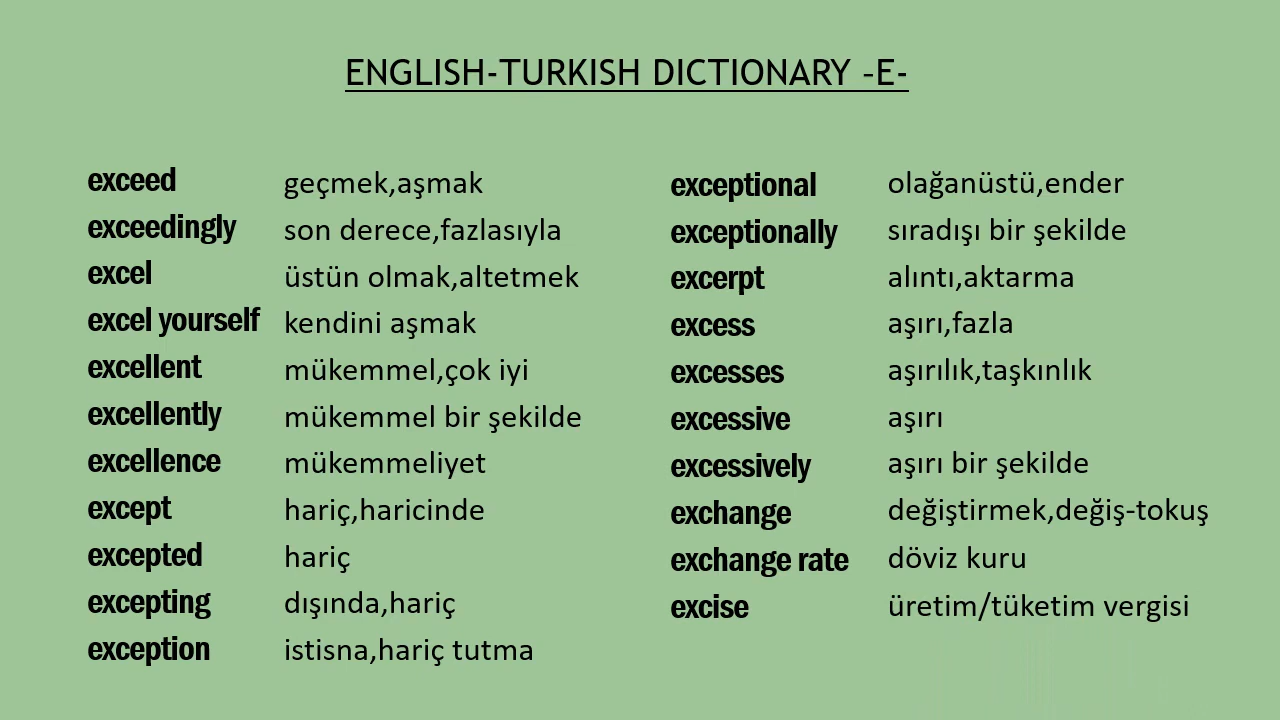 ENGLISH-TURKISH DICTIONARY –E-
exceed geçmek,aşmak
exceedingly son derece,fazlasıyla
excel üstün olmak,altetmek
excel yourself kendini aşmak
excellent mükemmel,çok iyi
excellently mükemmel bir şekilde
excellence mükemmeliyet
except hariç,haricinde
excepted hariç
excepting dışında,hariç
exception istisna,hariç tutma
exceptional olağanüstü,ender
exceptionally sıradışı bir şekilde
excerpt alıntı,aktarma
excess aşırı,fazla
excesses aşırılık,taşkınlık
excessive aşırı
excessively aşırı bir şekilde
exchange değiştirmek,değiş-tokuş
exchange rate döviz kuru
excise üretim/tüketim vergisi